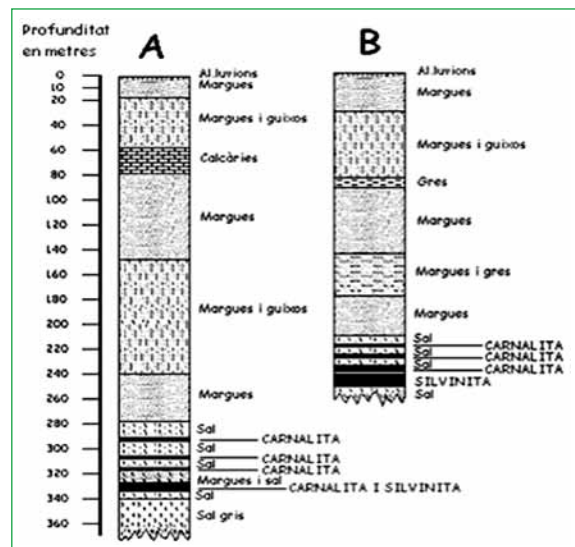 Profunditat
en metres
A
B
0
10
20
40
60
80
100
120
140
160
180
200
220
240
260
280
300
320
340
360
Al.luvions
Margues
Margues i guixos
Calcàries
Margues
Margues i guixos
Margues
Sal
CARNALITA
Sal
CARNALITA
Sal
CARNALITA
Margues i sal
CARNALITA I SILVINITA
Sal
Sal gris
Al.luvions
Margues
Margues i guixos
Gres
Margues
Margues i gres
Margues
Sal
CARNALITA
Sal
CARNALITA
Sal
CARNALITA
SILVINITA
Sal